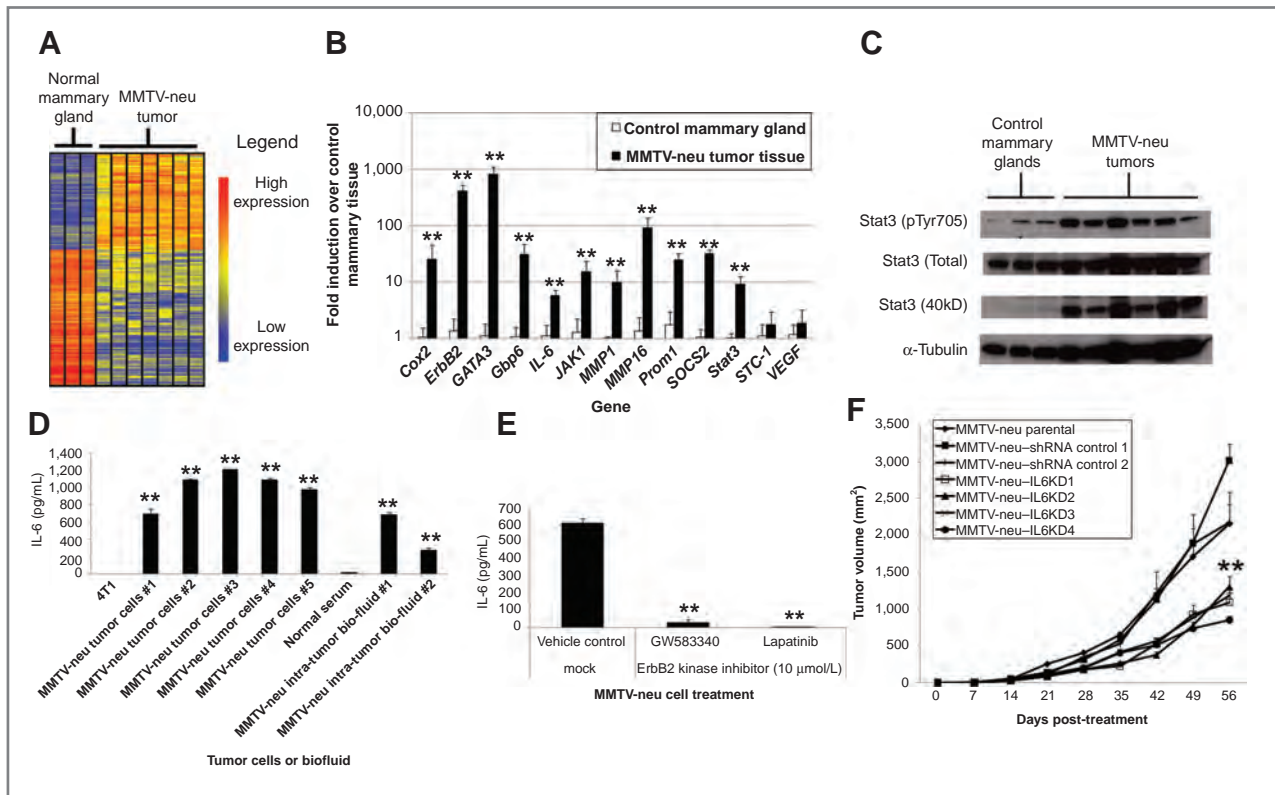 A
Normal
mammary
gland
MMTV-neu
tumor
Legend
High
expression
Low
expression
B
Fold induction over control
mammary tissue
10,000
1,000
100
10
1
Control mammary gland
MMTV-neu tumor tissue
**
**
**
**
**
**
**
**
**
**
**
Cox2
ErbB2
GATA3
Gbp6
IL-6
JAK1
MMP1
MMP16
Prom1
SOCS2
Stat3
STC-1
VEGF
Gene
C
Control
mammary
glands
MMTV-neu
tumors
Stat3 (pTyr705)
Stat3 (Total)
Stat3 (40kD)
α-Tubulin
D
IL-6 (pg/mL)
1,400
1,200
1,000
800
600
400
200
0
**
**
**
**
**
**
**
4T1
MMTV-neu tumor cells #1
MMTV-neu tumor cells #2
MMTV-neu tumor cells #3
MMTV-neu tumor cells #4
MMTV-neu tumor cells #5
Normal serum
MMTV-neu intra-tumor bio-fluid #1
MMTV-neu intra-tumor bio-fluid #2
Tumor cells or biofluid
E
IL-6 (pg/mL)
700
600
500
400
300
200
100
0
**
**
Vehicle control
GW583340
Lapatinib
mock
ErbB2 kinase inhibitor (10 μmol/L)
MMTV-neu cell treatment
F
Tumor volume (mm²)
3,500
3,000
2,500
2,000
1,500
1,000
500
0
MMTV-neu parental
MMTV-neu–shRNA control 1
MMTV-neu–shRNA control 2
MMTV-neu–IL6KD1
MMTV-neu–IL6KD2
MMTV-neu–IL6KD3
MMTV-neu–IL6KD4
**
0 7 14 21 28 35 42 49 56
Days post-treatment